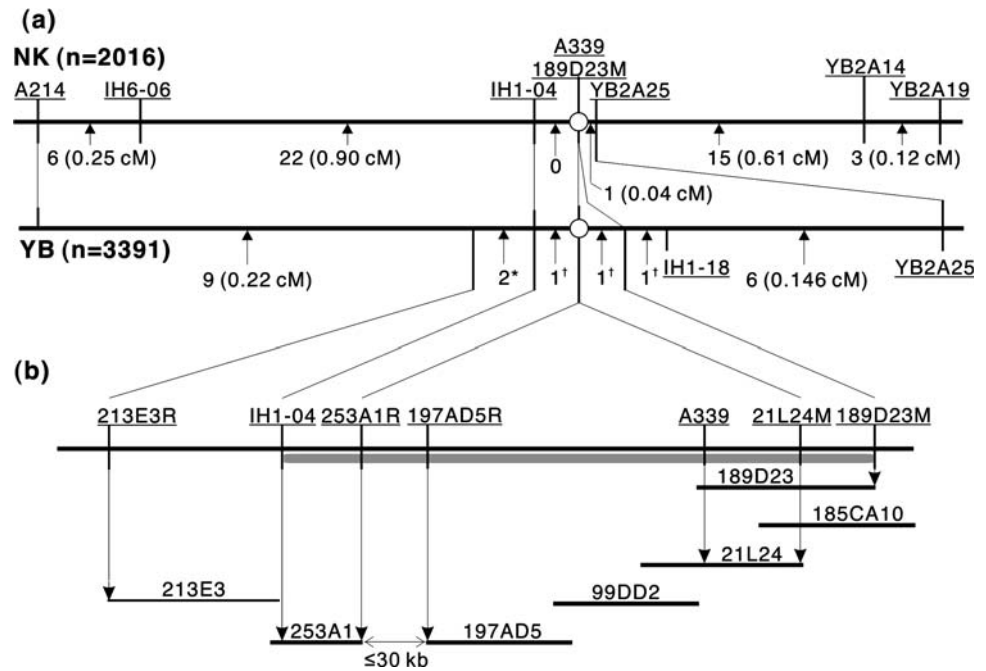 (a)
NK (n=2016)
A339
189D23M
A214
IH6-06
IH1-04
YB2A25
YB2A14
YB2A19
6 (0.25 cM)
22 (0.90 cM)
0
1 (0.04 cM)
15 (0.61 cM)
3 (0.12 cM)
YB (n=3391)
9 (0.22 cM)
2*
1†
1†
1†
IH1-18
6 (0.146 cM)
YB2A25
(b)
213E3R
IH1-04
253A1R
197AD5R
A339
21L24M
189D23M
189D23
185CA10
21L24
213E3
99DD2
253A1
197AD5
≤30 kb